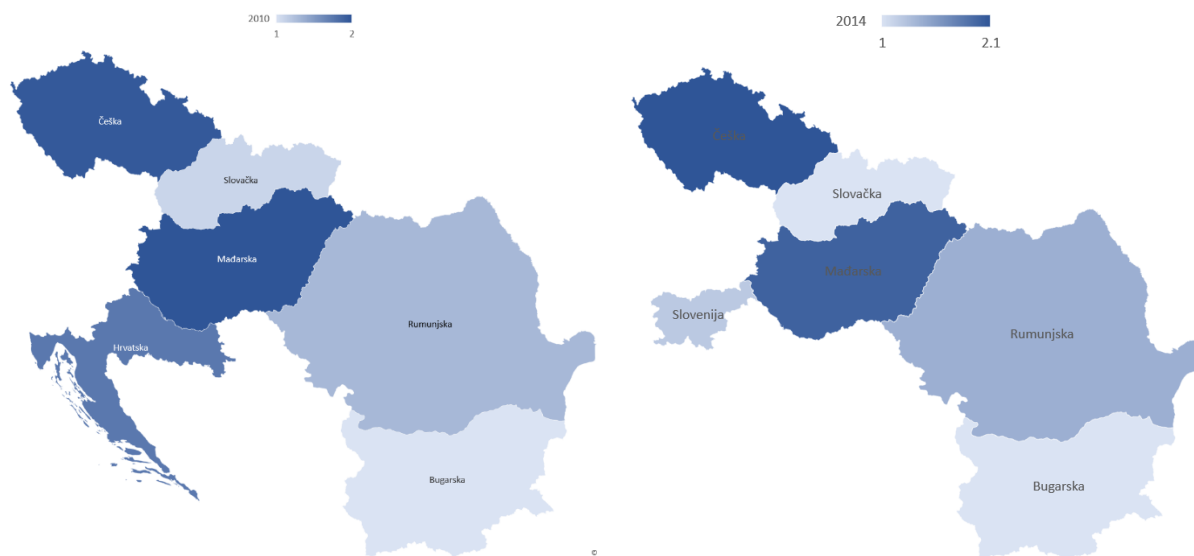 2010
1 2
Češka
Slovačka
Mađarska
Hrvatska
Rumunjska
Bugarska
©
2014
1 2.1
Češka
Slovačka
Mađarska
Slovenija
Rumunjska
Bugarska